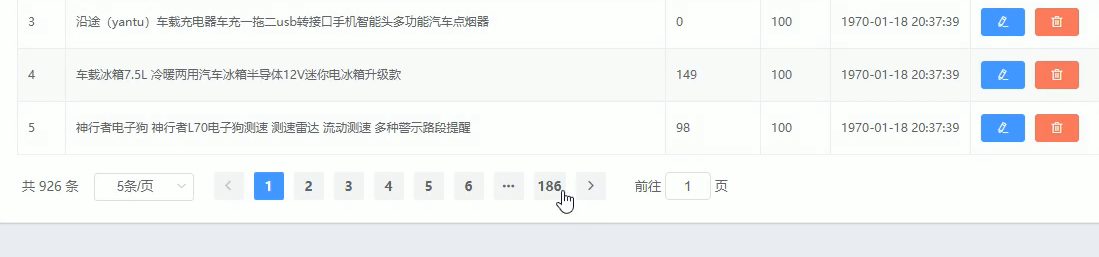 3 沿途（yantu）车载充电器车充一拖二usb转接口手机智能头多功能汽车点烟器 0 100 1970-01-18 20:37:39
4 车载冰箱7.5L 冷暖两用汽车冰箱半导体12V迷你电冰箱升级款 149 100 1970-01-18 20:37:39
5 神行者电子狗 神行者L70电子狗测速 测速雷达 流动测速 多种警示路段提醒 98 100 1970-01-18 20:37:39
共 926 条 5条/页 1 2 3 4 5 6 ··· 186 前往 1 页